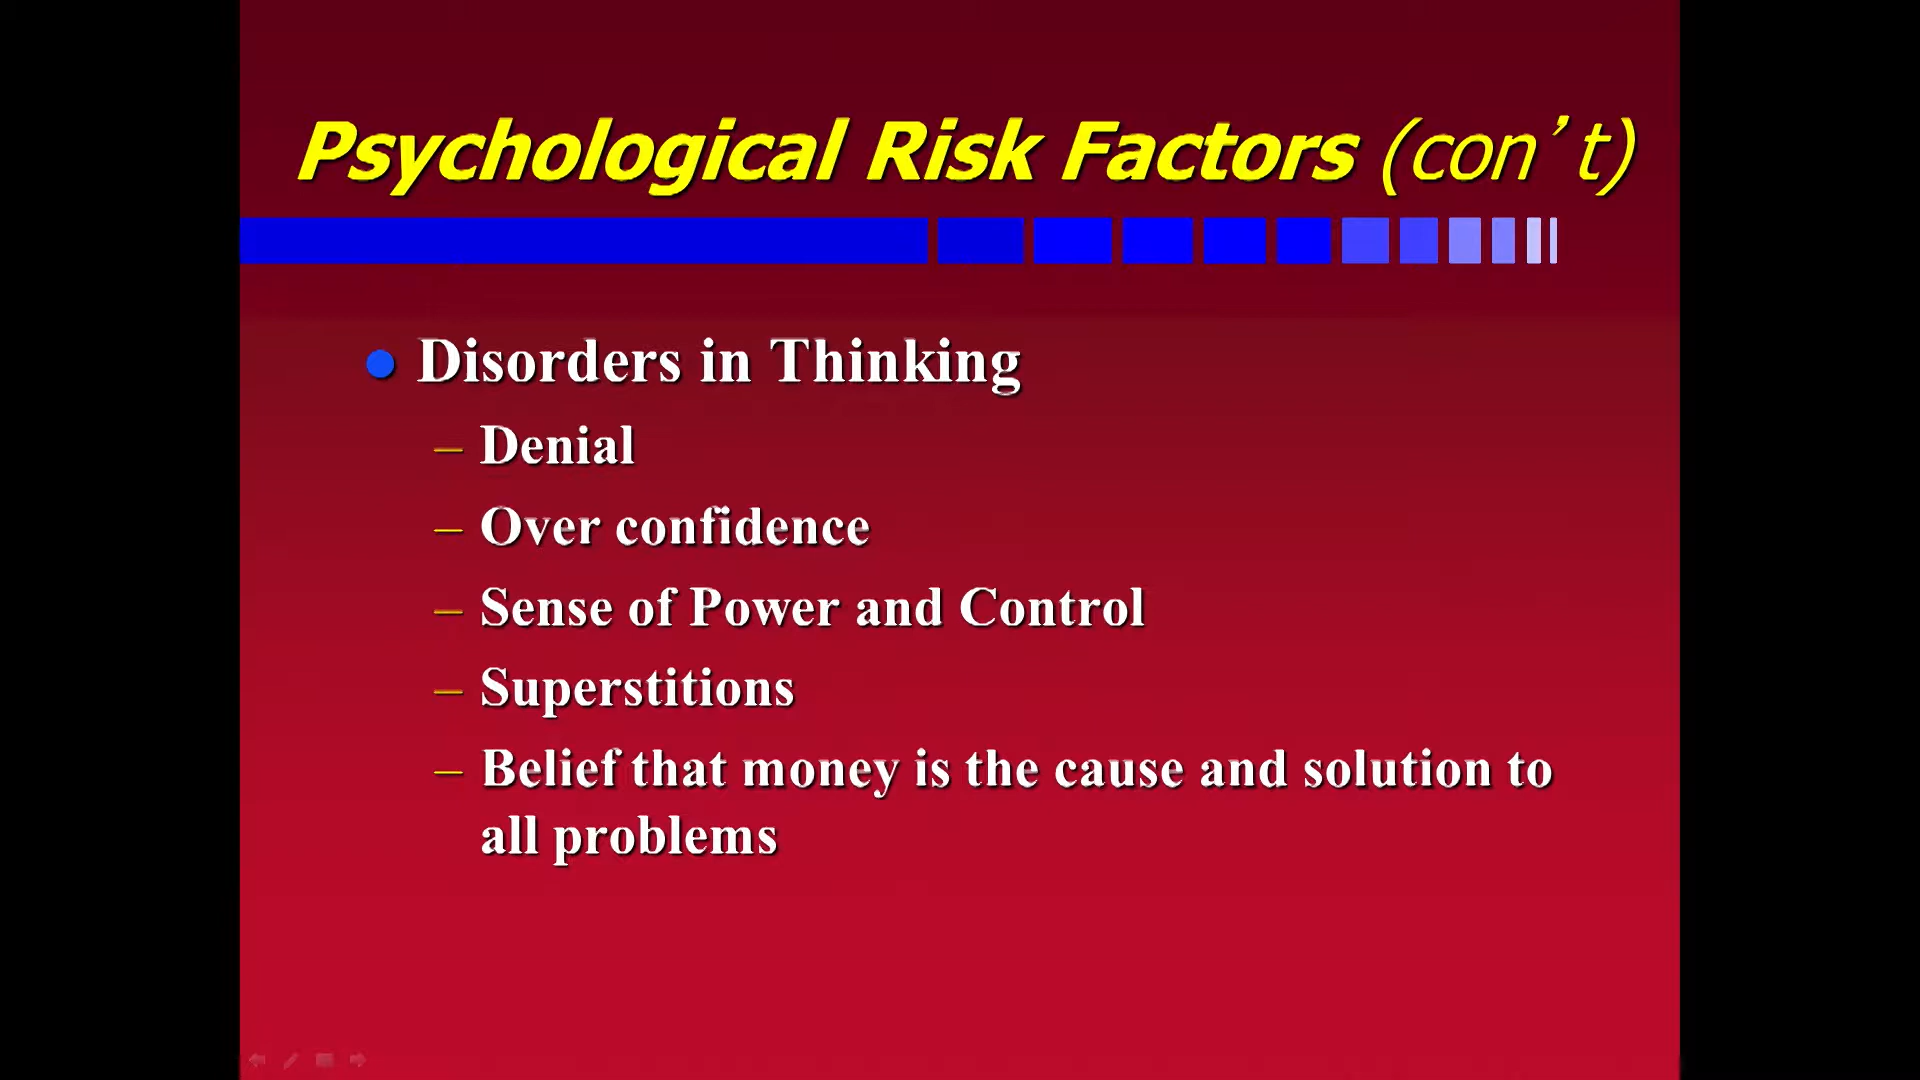 Psychological Risk Factors (con’t)
● Disorders in Thinking
– Denial
– Over confidence
– Sense of Power and Control
– Superstitions
– Belief that money is the cause and solution to
all problems